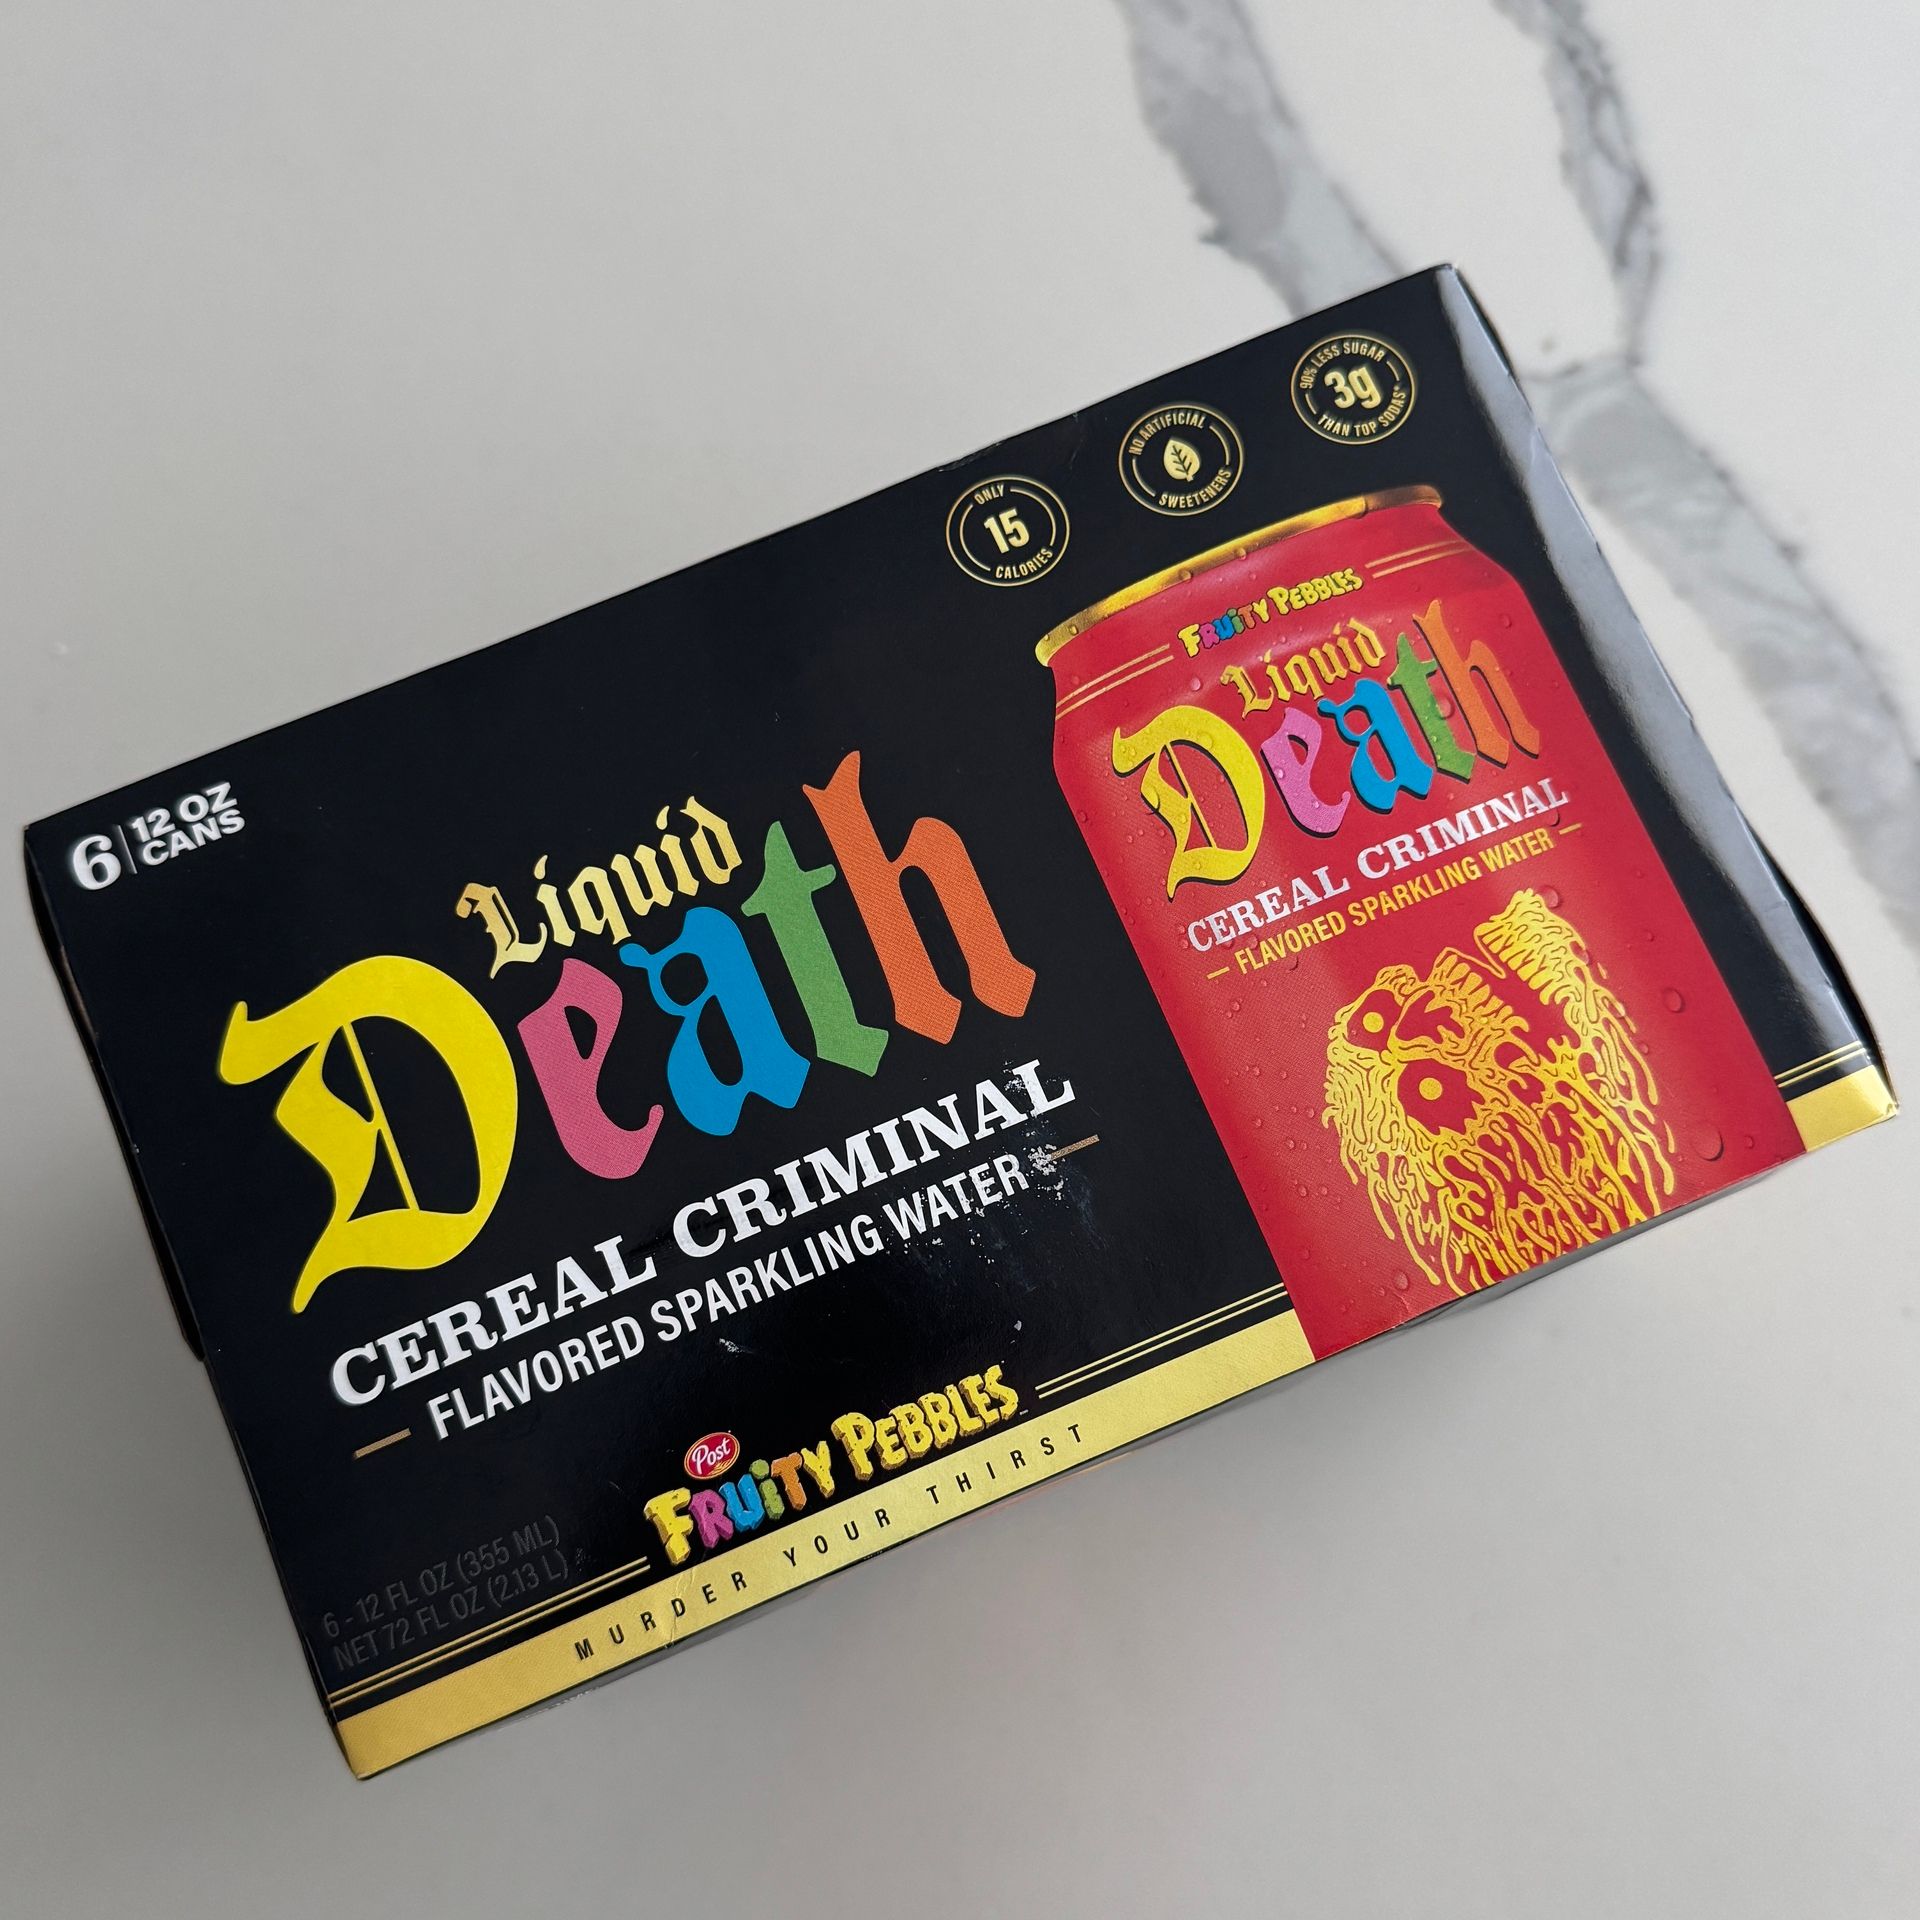 6 | 12 OZ
CANS
ONLY
15
CALORIES
NO ARTIFICIAL
SWEETENERS
90% LESS SUGAR
3g
THAN TOP SODAS*
Liquid
Death
CEREAL CRIMINAL
FLAVORED SPARKLING WATER
Post
FRUITY PEBBLES
6 - 12 FL OZ (355 ML)
NET 72 FL OZ (2.13 L)
MURDER YOUR THIRST
FRUITY PEBBLES
Liquid
Death
CEREAL CRIMINAL
FLAVORED SPARKLING WATER